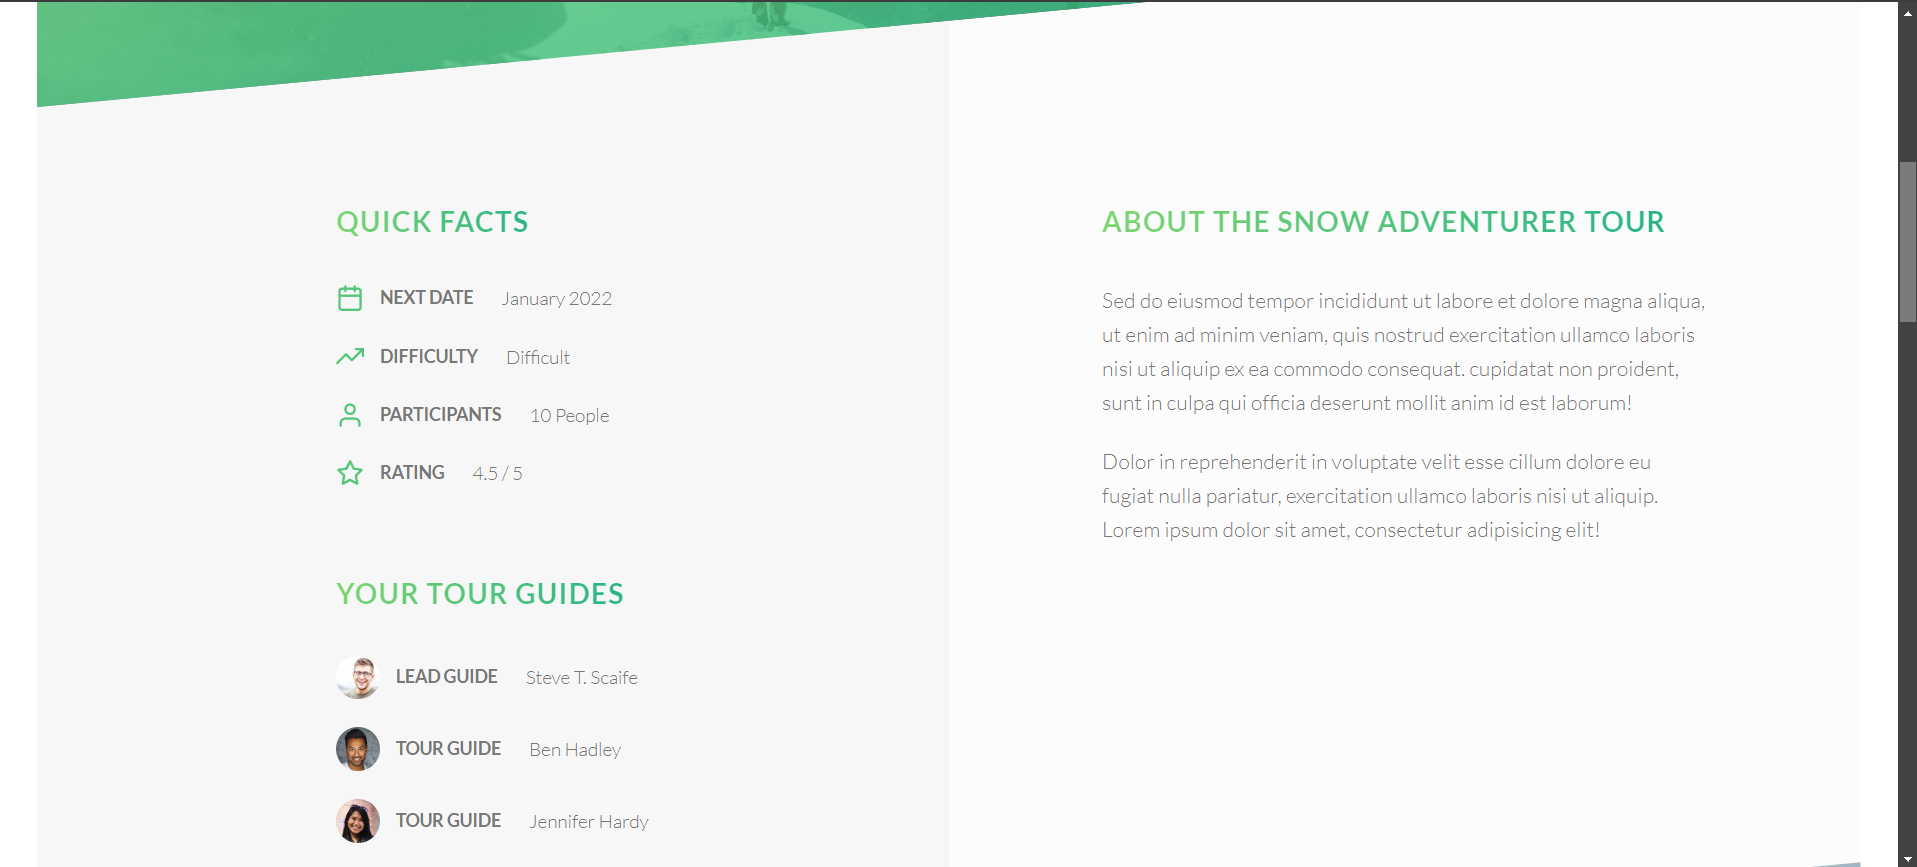 QUICK FACTS
NEXT DATE January 2022
DIFFICULTY Difficult
PARTICIPANTS 10 People
RATING 4.5 / 5
YOUR TOUR GUIDES
LEAD GUIDE Steve T. Scaife
TOUR GUIDE Ben Hadley
TOUR GUIDE Jennifer Hardy
ABOUT THE SNOW ADVENTURER TOUR
Sed do eiusmod tempor incididunt ut labore et dolore magna aliqua,
ut enim ad minim veniam, quis nostrud exercitation ullamco laboris
nisi ut aliquip ex ea commodo consequat. cupidatat non proident,
sunt in culpa qui officia deserunt mollit anim id est laborum!
Dolor in reprehenderit in voluptate velit esse cillum dolore eu
fugiat nulla pariatur, exercitation ullamco laboris nisi ut aliquip.
Lorem ipsum dolor sit amet, consectetur adipisicing elit!